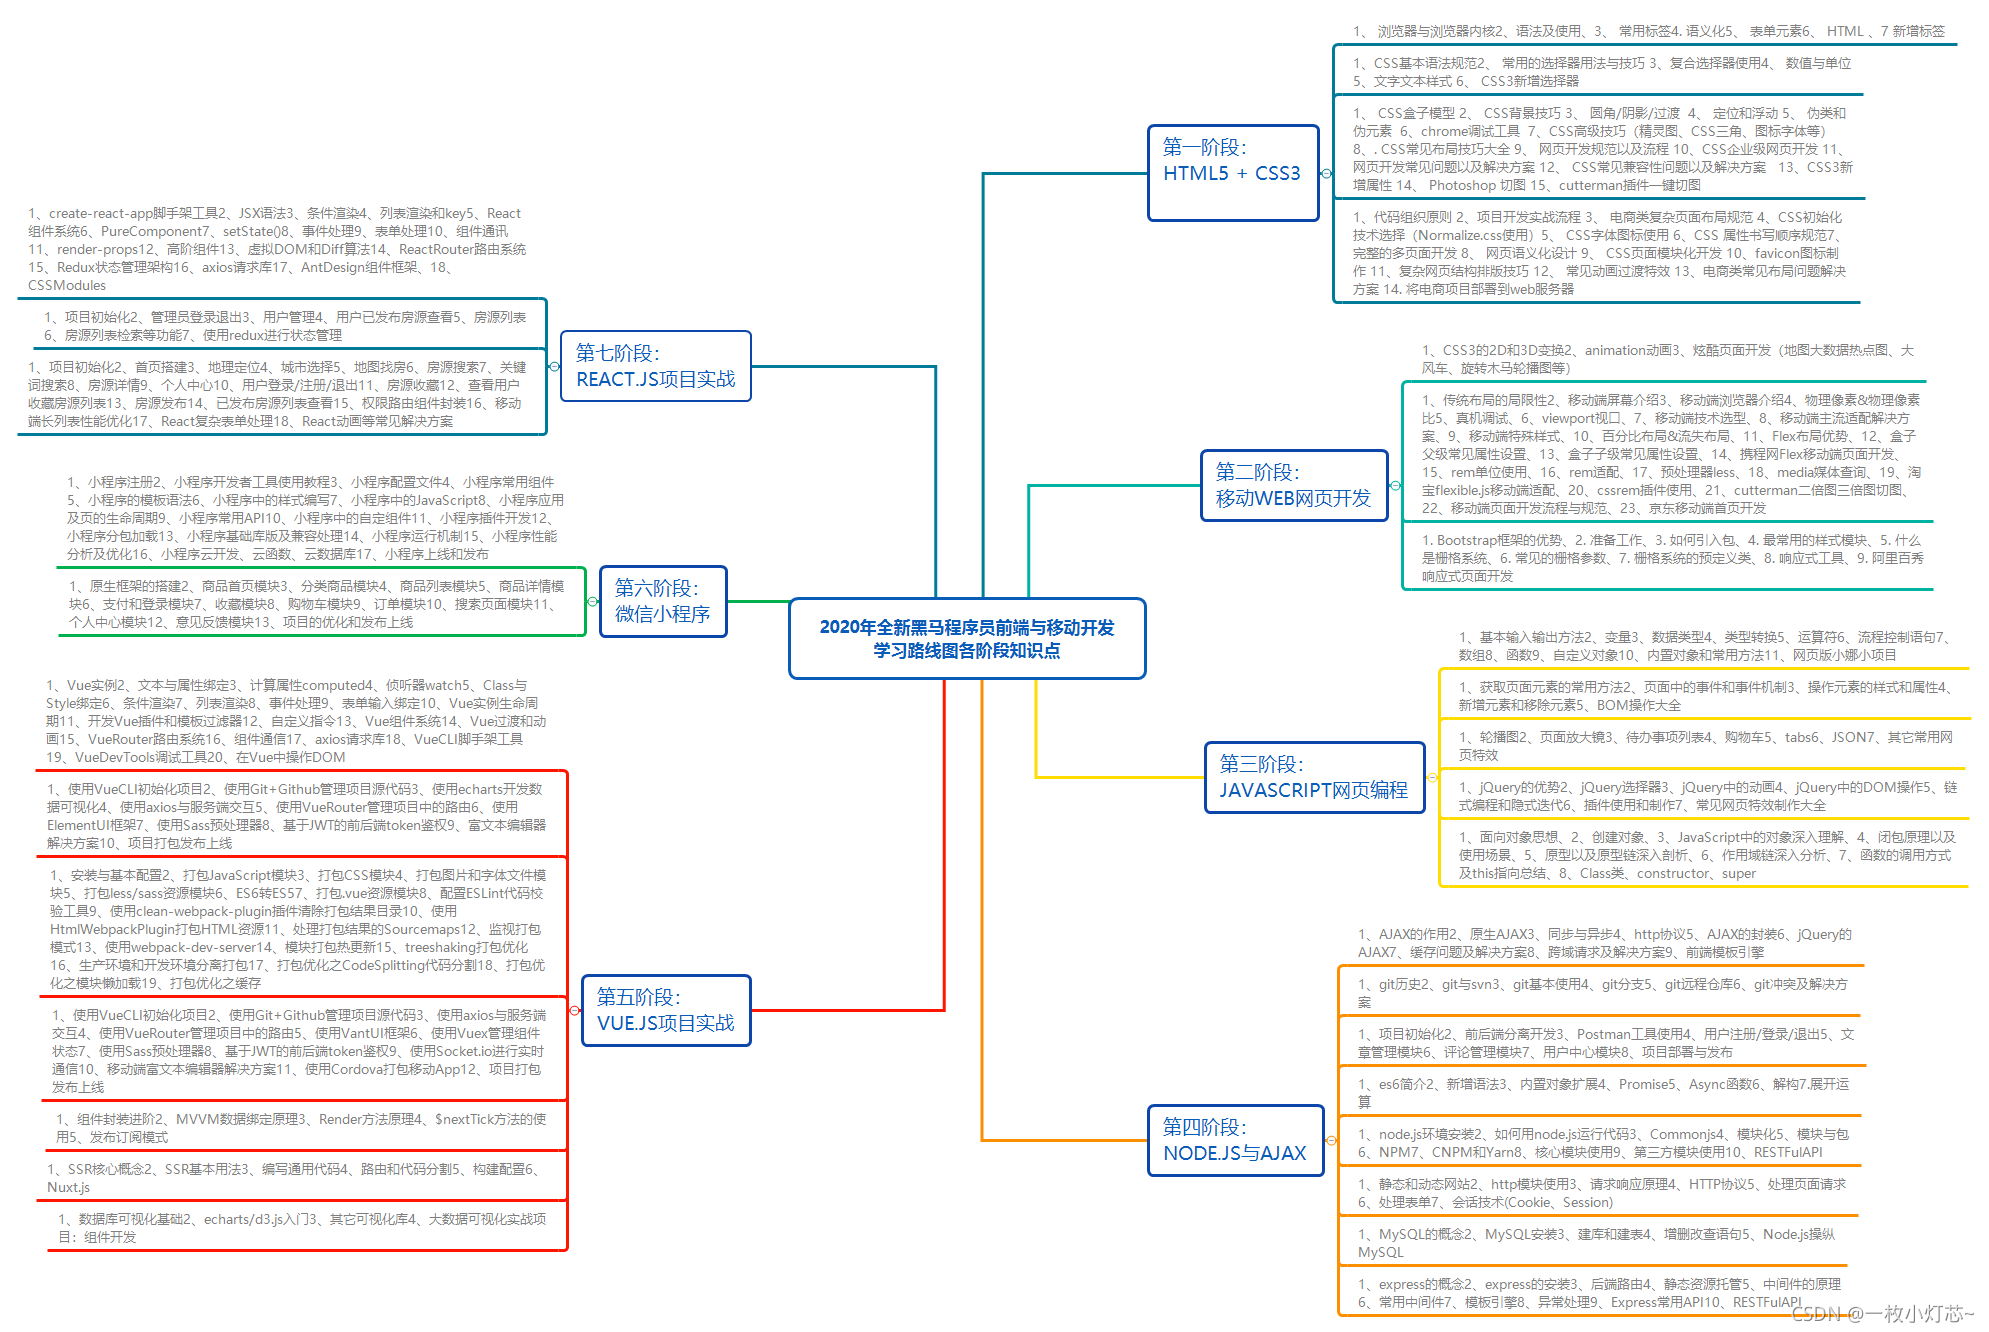 2020年全新黑马程序员前端与移动开发
学习路线图各阶段知识点
第一阶段：
HTML5 + CSS3
1、 浏览器与浏览器内核2、语法及使用、3、 常用标签4. 语义化5、 表单元素6、 HTML 、7 新增标签
1、CSS基本语法规范2、 常用的选择器用法与技巧 3、复合选择器使用4、 数值与单位
5、文字文本样式 6、 CSS3新增选择器
1、 CSS盒子模型 2、 CSS背景技巧 3、 圆角/阴影/过渡 4、 定位和浮动 5、 伪类和
伪元素 6、chrome调试工具 7、CSS高级技巧（精灵图、CSS三角、图标字体等）
8、. CSS常见布局技巧大全 9、 网页开发规范以及流程 10、CSS企业级网页开发 11、
网页开发常见问题以及解决方案 12、 CSS常见兼容性问题以及解决方案 13、CSS3新
增属性 14、 Photoshop 切图 15、cutterman插件一键切图
1、代码组织原则 2、项目开发实战流程 3、 电商类复杂页面布局规范 4、CSS初始化
技术选择（Normalize.css使用）5、 CSS字体图标使用 6、CSS 属性书写顺序规范7、
完整的多页面开发 8、 网页语义化设计 9、 CSS页面模块化开发 10、favicon图标制
作 11、复杂网页结构排版技巧 12、 常见动画过渡特效 13、电商类常见布局问题解决
方案 14. 将电商项目部署到web服务器
第二阶段：
移动WEB网页开发
1、CSS3的2D和3D变换2、animation动画3、炫酷页面开发（地图大数据热点图、大
风车、旋转木马轮播图等）
1、传统布局的局限性2、移动端屏幕介绍3、移动端浏览器介绍4、物理像素&物理像素
比5、真机调试、6、viewport视口、7、移动端技术选型、8、移动端主流适配解决方
案、9、移动端特殊样式、10、百分比布局&流失布局、11、Flex布局优势、12、盒子
父级常见属性设置、13、盒子子级常见属性设置、14、携程网Flex移动端页面开发、
15、rem单位使用、16、rem适配、17、预处理器less、18、media媒体查询、19、淘
宝flexible.js移动端适配、20、cssrem插件使用、21、cutterman二倍图三倍图切图、
22、移动端页面开发流程与规范、23、京东移动端首页开发
1. Bootstrap框架的优势、2. 准备工作、3. 如何引入包、4. 最常用的样式模块、5. 什么
是栅格系统、6. 常见的栅格参数、7. 栅格系统的预定义类、8. 响应式工具、9. 阿里百秀
响应式页面开发
第三阶段：
JAVASCRIPT网页编程
1、基本输入输出方法2、变量3、数据类型4、类型转换5、运算符6、流程控制语句7、
数组8、函数9、自定义对象10、内置对象和常用方法11、网页版小娜小项目
1、获取页面元素的常用方法2、页面中的事件和事件机制3、操作元素的样式和属性4、
新增元素和移除元素5、BOM操作大全
1、轮播图2、页面放大镜3、待办事项列表4、购物车5、tabs6、JSON7、其它常用网
页特效
1、jQuery的优势2、jQuery选择器3、jQuery中的动画4、jQuery中的DOM操作5、链
式编程和隐式迭代6、插件使用和制作7、常见网页特效制作大全
1、面向对象思想、2、创建对象、3、JavaScript中的对象深入理解、4、闭包原理以及
使用场景、5、原型以及原型链深入剖析、6、作用域链深入分析、7、函数的调用方式
及this指向总结、8、Class类、constructor、super
第四阶段：
NODE.JS与AJAX
1、AJAX的作用2、原生AJAX3、同步与异步4、http协议5、AJAX的封装6、jQuery的
AJAX7、缓存问题及解决方案8、跨域请求及解决方案9、前端模板引擎
1、git历史2、git与svn3、git基本使用4、git分支5、git远程仓库6、git冲突及解决方
案
1、项目初始化2、前后端分离开发3、Postman工具使用4、用户注册/登录/退出5、文
章管理模块6、评论管理模块7、用户中心模块8、项目部署与发布
1、es6简介2、新增语法3、内置对象扩展4、Promise5、Async函数6、解构7.展开运
算
1、node.js环境安装2、如何用node.js运行代码3、Commonjs4、模块化5、模块与包
6、NPM7、CNPM和Yarn8、核心模块使用9、第三方模块使用10、RESTFulAPI
1、静态和动态网站2、http模块使用3、请求响应原理4、HTTP协议5、处理页面请求
6、处理表单7、会话技术(Cookie、Session)
1、MySQL的概念2、MySQL安装3、建库和建表4、增删改查语句5、Node.js操纵
MySQL
1、express的概念2、express的安装3、后端路由4、静态资源托管5、中间件的原理
6、常用中间件7、模板引擎8、异常处理9、Express常用API10、RESTFulAPI
第七阶段：
REACT.JS项目实战
1、create-react-app脚手架工具2、JSX语法3、条件渲染4、列表渲染和key5、React
组件系统6、PureComponent7、setState()8、事件处理9、表单处理10、组件通讯
11、render-props12、高阶组件13、虚拟DOM和Diff算法14、ReactRouter路由系统
15、Redux状态管理架构16、axios请求库17、AntDesign组件框架、18、
CSSModules
1、项目初始化2、管理员登录退出3、用户管理4、用户已发布房源查看5、房源列表
6、房源列表检索等功能7、使用redux进行状态管理
1、项目初始化2、首页搭建3、地理定位4、城市选择5、地图找房6、房源搜索7、关键
词搜索8、房源详情9、个人中心10、用户登录/注册/退出11、房源收藏12、查看用户
收藏房源列表13、房源发布14、已发布房源列表查看15、权限路由组件封装16、移动
端长列表性能优化17、React复杂表单处理18、React动画等常见解决方案
第六阶段：
微信小程序
1、小程序注册2、小程序开发者工具使用教程3、小程序配置文件4、小程序常用组件
5、小程序的模板语法6、小程序中的样式编写7、小程序中的JavaScript8、小程序应用
及页的生命周期9、小程序常用API10、小程序中的自定组件11、小程序插件开发12、
小程序分包加载13、小程序基础库版及兼容处理14、小程序运行机制15、小程序性能
分析及优化16、小程序云开发、云函数、云数据库17、小程序上线和发布
1、原生框架的搭建2、商品首页模块3、分类商品模块4、商品列表模块5、商品详情模
块6、支付和登录模块7、收藏模块8、购物车模块9、订单模块10、搜索页面模块11、
个人中心模块12、意见反馈模块13、项目的优化和发布上线
第五阶段：
VUE.JS项目实战
1、Vue实例2、文本与属性绑定3、计算属性computed4、侦听器watch5、Class与
Style绑定6、条件渲染7、列表渲染8、事件处理9、表单输入绑定10、Vue实例生命周
期11、开发Vue插件和模板过滤器12、自定义指令13、Vue组件系统14、Vue过渡和动
画15、VueRouter路由系统16、组件通信17、axios请求库18、VueCLI脚手架工具
19、VueDevTools调试工具20、在Vue中操作DOM
1、使用VueCLI初始化项目2、使用Git+Github管理项目源代码3、使用echarts开发数
据可视化4、使用axios与服务端交互5、使用VueRouter管理项目中的路由6、使用
ElementUI框架7、使用Sass预处理器8、基于JWT的前后端token鉴权9、富文本编辑器
解决方案10、项目打包发布上线
1、安装与基本配置2、打包JavaScript模块3、打包CSS模块4、打包图片和字体文件模
块5、打包less/sass资源模块6、ES6转ES57、打包.vue资源模块8、配置ESLint代码校
验工具9、使用clean-webpack-plugin插件清除打包结果目录10、使用
HtmlWebpackPlugin打包HTML资源11、处理打包结果的Sourcemaps12、监视打包
模式13、使用webpack-dev-server14、模块打包热更新15、treeshaking打包优化
16、生产环境和开发环境分离打包17、打包优化之CodeSplitting代码分割18、打包优
化之模块懒加载19、打包优化之缓存
1、使用VueCLI初始化项目2、使用Git+Github管理项目源代码3、使用axios与服务端
交互4、使用VueRouter管理项目中的路由5、使用VantUI框架6、使用Vuex管理组件
状态7、使用Sass预处理器8、基于JWT的前后端token鉴权9、使用Socket.io进行实时
通信10、移动端富文本编辑器解决方案11、使用Cordova打包移动App12、项目打包
发布上线
1、组件封装进阶2、MVVM数据绑定原理3、Render方法原理4、$nextTick方法的使
用5、发布订阅模式
1、SSR核心概念2、SSR基本用法3、编写通用代码4、路由和代码分割5、构建配置6、
Nuxt.js
1、数据库可视化基础2、echarts/d3.js入门3、其它可视化库4、大数据可视化实战项
目：组件开发
CSDN @一枚小灯芯~